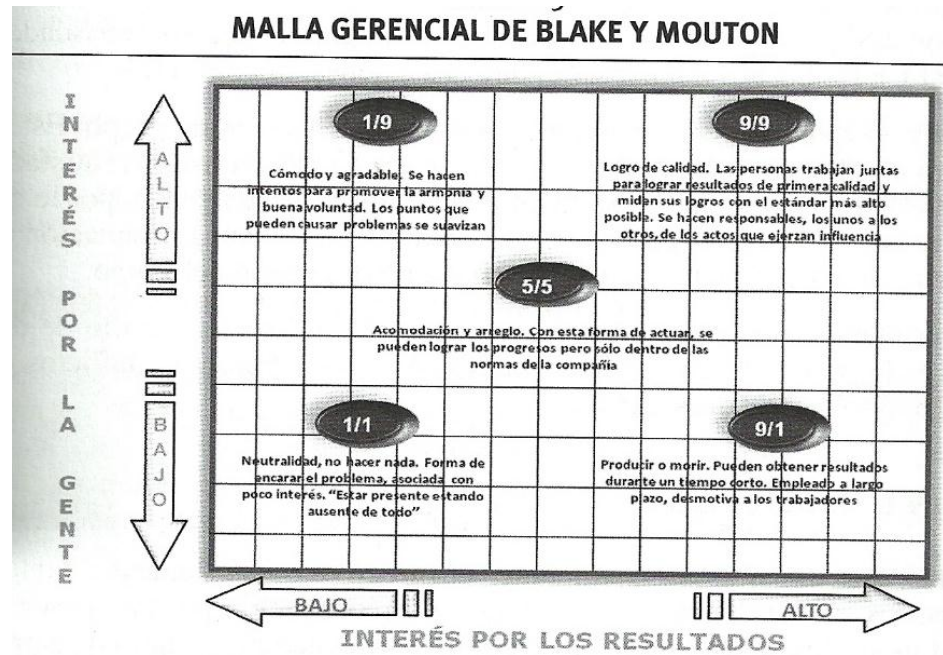 MALLA GERENCIAL DE BLAKE Y MOUTON
INTERÉS POR LA GENTE
ALTO
BAJO
1/9
Cómodo y agradable. Se hacen
intentos para promover la armonía y
buena voluntad. Los puntos que
pueden causar problemas se suavizan
9/9
Logro de calidad. Las personas trabajan juntas
para lograr resultados de primera calidad y
miden sus logros con el estándar más alto
posible. Se hacen responsables, los unos a los
otros, de los actos que ejerzan influencia
5/5
Acomodación y arreglo. Con esta forma de actuar, se
pueden lograr los progresos pero sólo dentro de las
normas de la compañía
1/1
Neutralidad, no hacer nada. Forma de
encarar el problema, asociada con
poco interés. “Estar presente estando
ausente de todo”
9/1
Producir o morir. Pueden obtener resultados
durante un tiempo corto. Empleado a largo
plazo, desmotiva a los trabajadores
BAJO
ALTO
INTERÉS POR LOS RESULTADOS